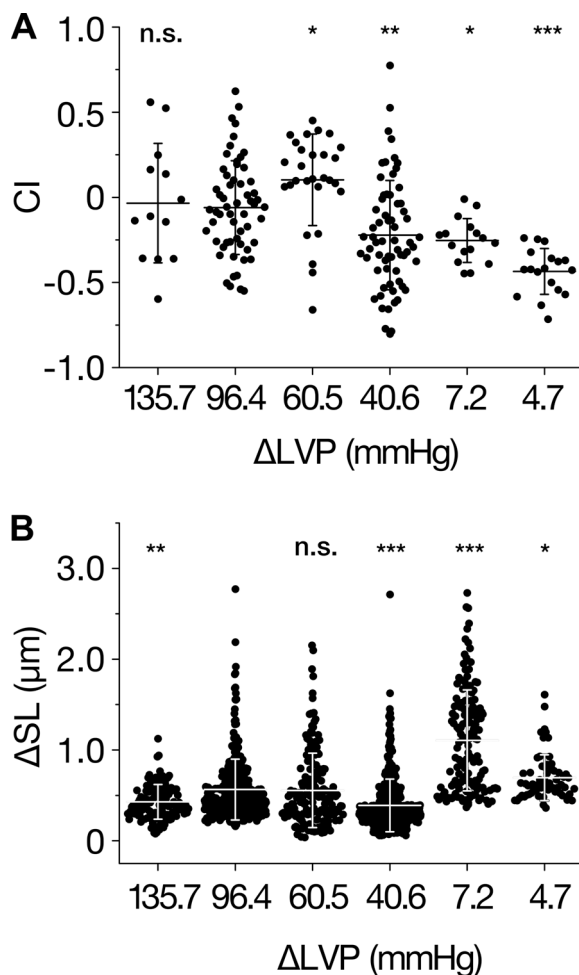 A
n.s. * ** * ***
1.0
0.5
0
-0.5
-1.0
CI
135.7 96.4 60.5 40.6 7.2 4.7
ΔLVP (mmHg)
B
** n.s. *** *** *
3.0
2.0
1.0
0
ΔSL (μm)
135.7 96.4 60.5 40.6 7.2 4.7
ΔLVP (mmHg)